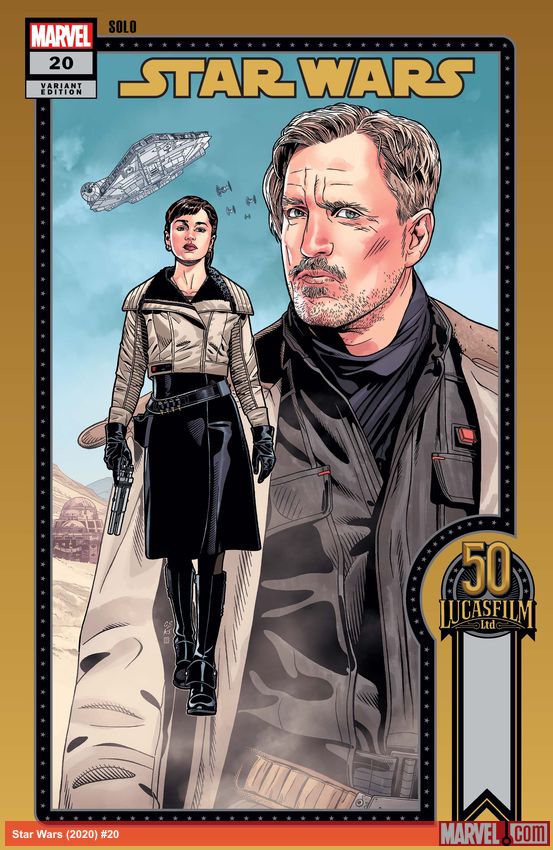 MARVEL
20
VARIANT
EDITION
SOLO
STAR WARS
50
LUCASFILM
Ltd
Star Wars (2020) #20
MARVEL.com